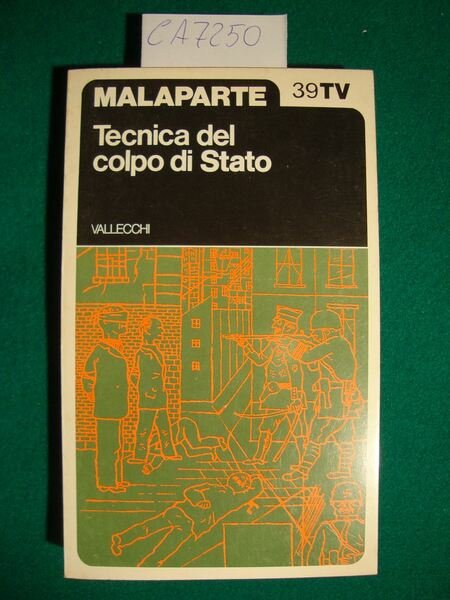 CA7250
MALAPARTE
39TV
Tecnica del
colpo di Stato
VALLECCHI